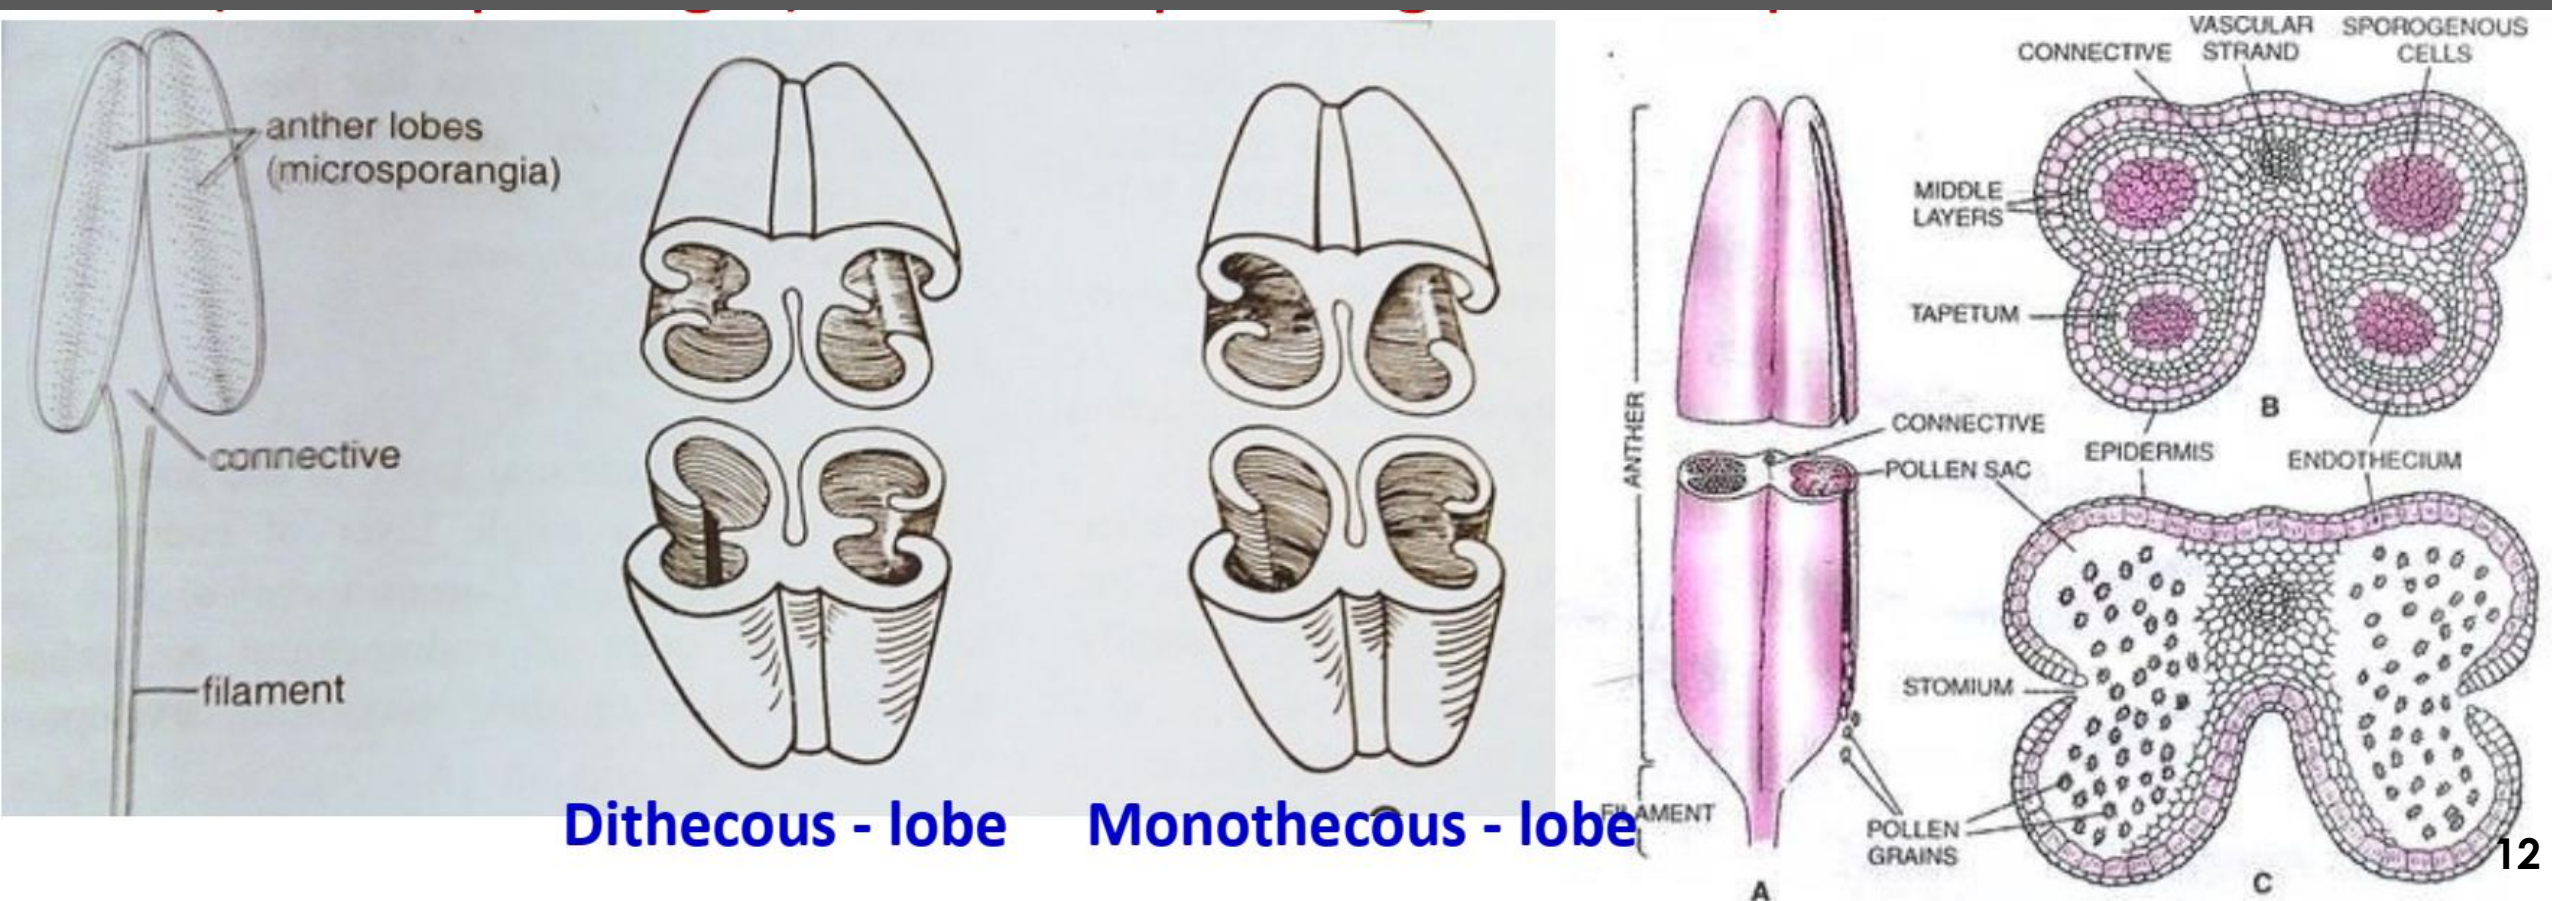 anther lobes
(microsporangia)
connective
filament
Dithecous - lobe
Monothecous - lobe
ANTHER
FILAMENT
CONNECTIVE
POLLEN SAC
POLLEN
GRAINS
A
CONNECTIVE
VASCULAR
STRAND
SPOROGENOUS
CELLS
MIDDLE
LAYERS
TAPETUM
B
EPIDERMIS
ENDOTHECIUM
STOMIUM
C
12